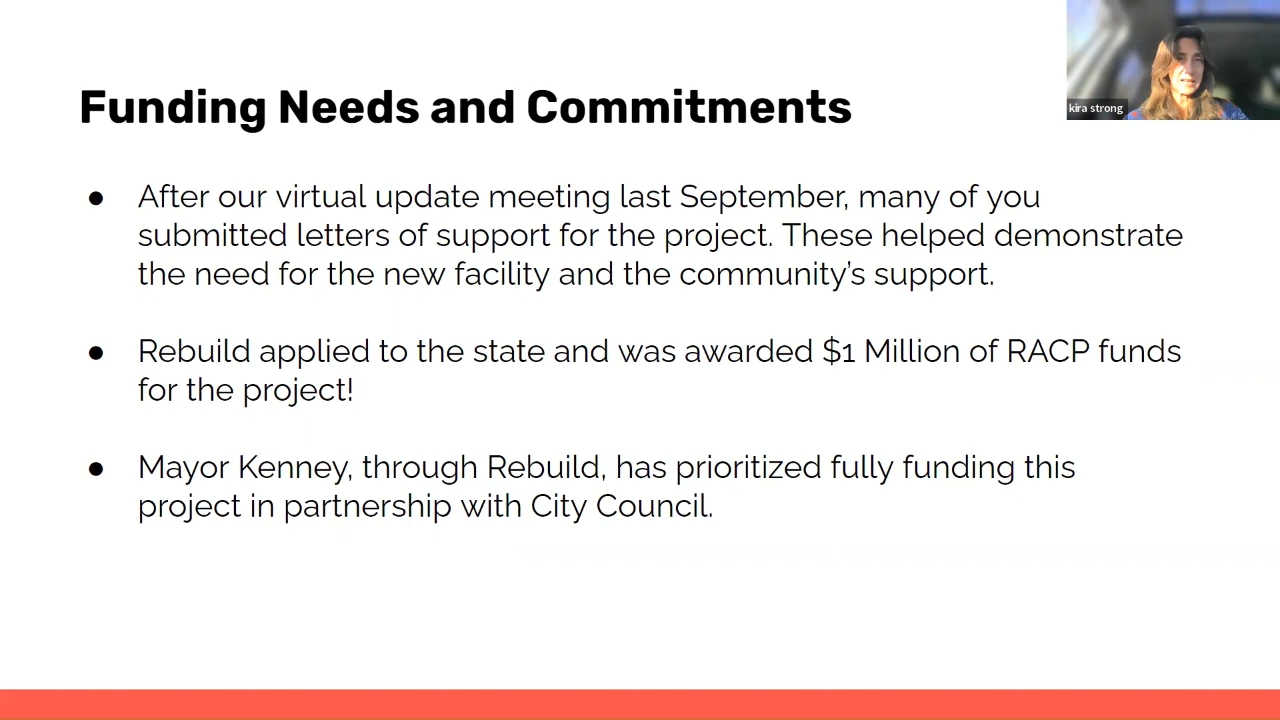 kira strong
Funding Needs and Commitments
● After our virtual update meeting last September, many of you
submitted letters of support for the project. These helped demonstrate
the need for the new facility and the community’s support.
● Rebuild applied to the state and was awarded $1 Million of RACP funds
for the project!
● Mayor Kenney, through Rebuild, has prioritized fully funding this
project in partnership with City Council.